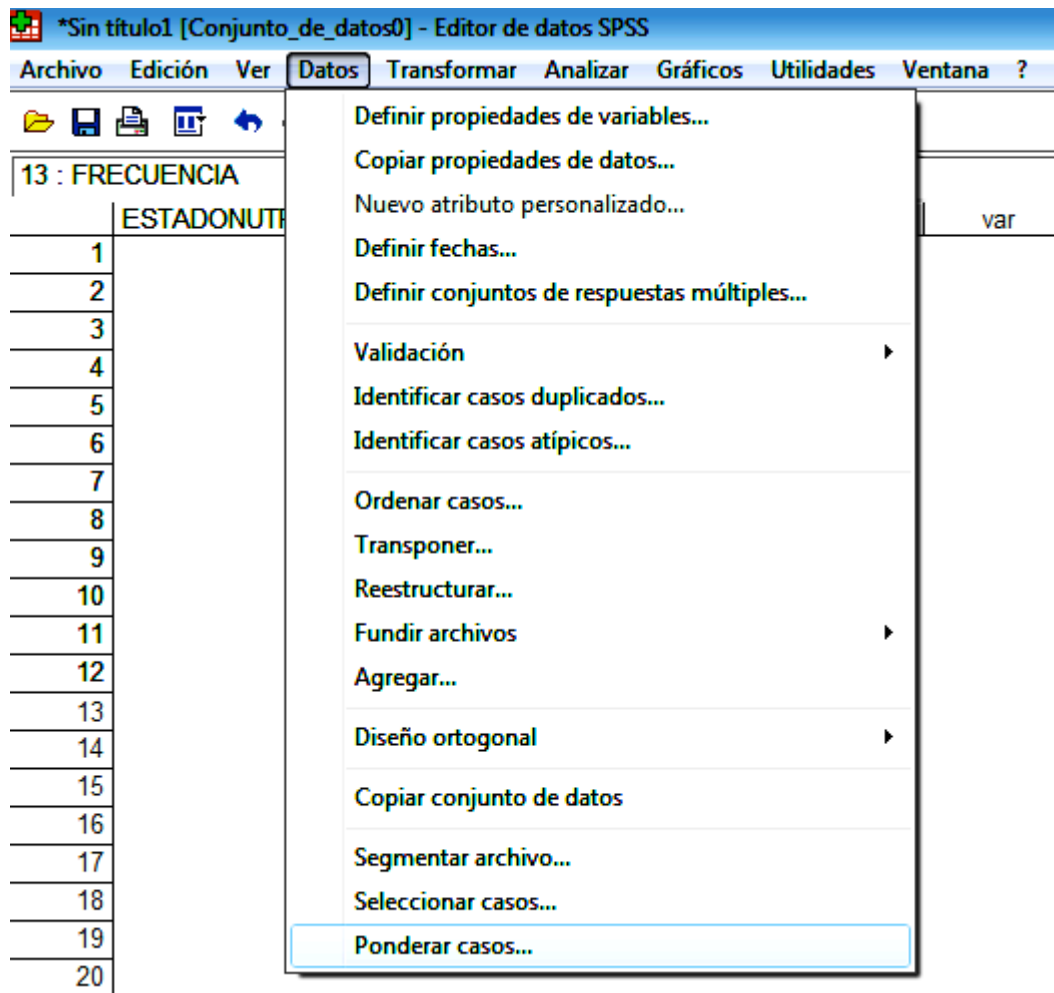 *Sin título1 [Conjunto_de_datos0] - Editor de datos SPSS
Archivo Edición Ver Datos Transformar Analizar Gráficos Utilidades Ventana ?
13 : FRECUENCIA
ESTADONUTR var
1
2
3
4
5
6
7
8
9
10
11
12
13
14
15
16
17
18
19
20
Definir propiedades de variables...
Copiar propiedades de datos...
Nuevo atributo personalizado...
Definir fechas...
Definir conjuntos de respuestas múltiples...
Validación
Identificar casos duplicados...
Identificar casos atípicos...
Ordenar casos...
Transponer...
Reestructurar...
Fundir archivos
Agregar...
Diseño ortogonal
Copiar conjunto de datos
Segmentar archivo...
Seleccionar casos...
Ponderar casos...